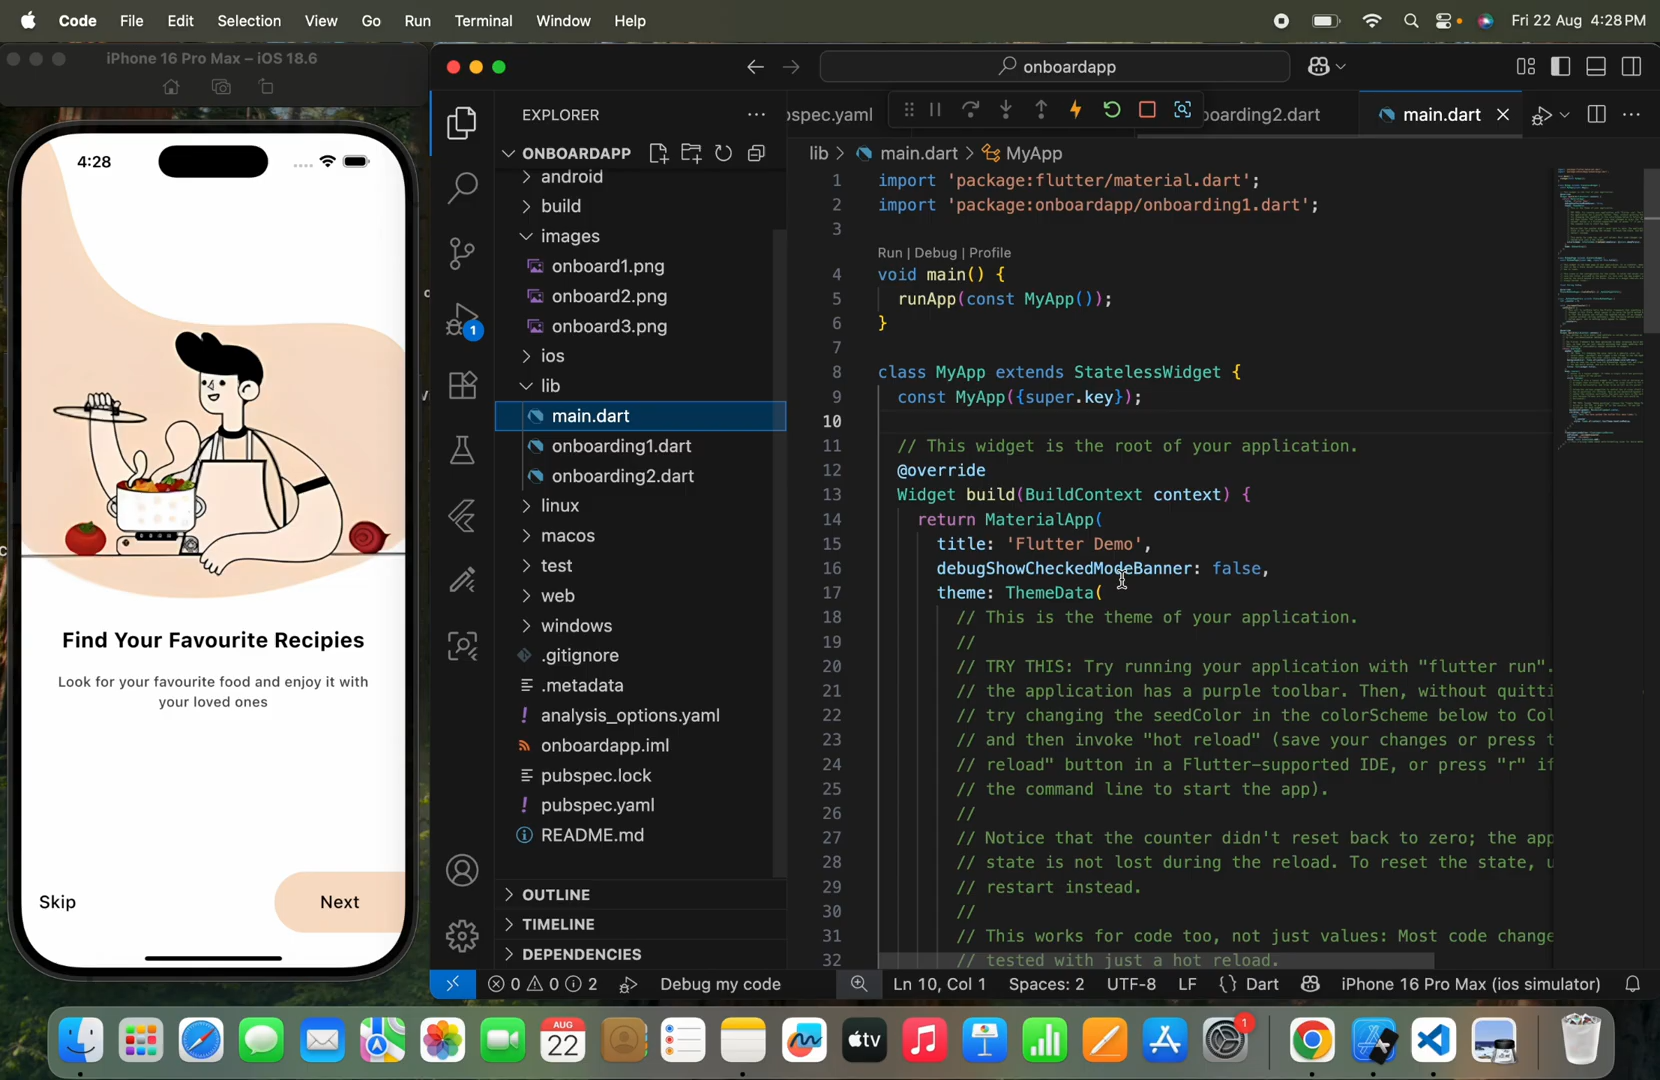 Code File Edit Selection View Go Run Terminal Window Help
Fri 22 Aug 4:28 PM
iPhone 16 Pro Max – iOS 18.6
4:28
Find Your Favourite Recipies
Look for your favourite food and enjoy it with
your loved ones
Skip
Next
onboardapp
EXPLORER
ONBOARDAPP
android
build
images
onboard1.png
onboard2.png
onboard3.png
ios
lib
main.dart
onboarding1.dart
onboarding2.dart
linux
macos
test
web
windows
.gitignore
.metadata
analysis_options.yaml
onboardapp.iml
pubspec.lock
pubspec.yaml
README.md
OUTLINE
TIMELINE
DEPENDENCIES
1
spec.yaml
oarding2.dart
main.dart
lib > main.dart > MyApp
1 import 'package:flutter/material.dart';
2 import 'package:onboardapp/onboarding1.dart';
3
Run | Debug | Profile
4 void main() {
5 runApp(const MyApp());
6 }
7
8 class MyApp extends StatelessWidget {
9 const MyApp({super.key});
10
11 // This widget is the root of your application.
12 @override
13 Widget build(BuildContext context) {
14 return MaterialApp(
15 title: 'Flutter Demo',
16 debugShowCheckedModeBanner: false,
17 theme: ThemeData(
18 // This is the theme of your application.
19 //
20 // TRY THIS: Try running your application with "flutter run".
21 // the application has a purple toolbar. Then, without quitti
22 // try changing the seedColor in the colorScheme below to Col
23 // and then invoke "hot reload" (save your changes or press t
24 // reload" button in a Flutter-supported IDE, or press "r" if
25 // the command line to start the app).
26 //
27 // Notice that the counter didn't reset back to zero; the app
28 // state is not lost during the reload. To reset the state, u
29 // restart instead.
30 //
31 // This works for code too, not just values: Most code change
32 // tested with just a hot reload.
0 0 2 Debug my code Ln 10, Col 1 Spaces: 2 UTF-8 LF {} Dart iPhone 16 Pro Max (ios simulator)
AUG
22
tv
1